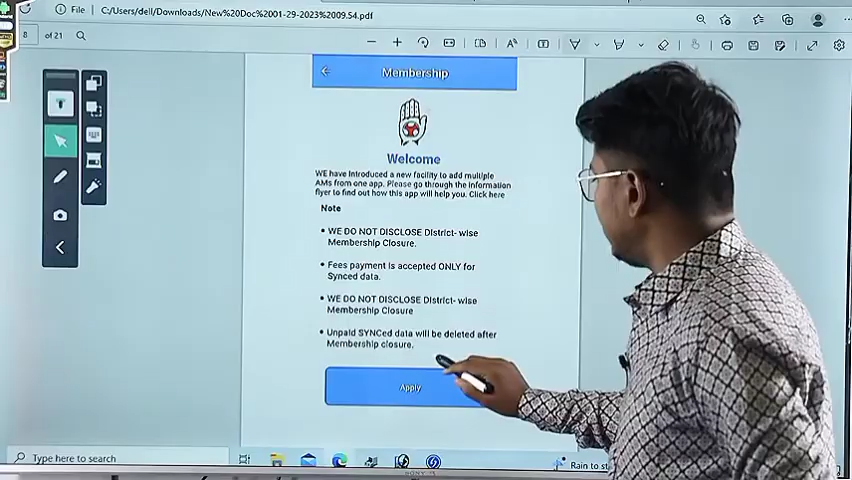 File C:/Users/dell/Downloads/New%20Doc%2001-29-2023%2009.54.pdf
8 of 21
Membership
Welcome
WE have Introduced a new facility to add multiple
AMs from one app. Please go through the information
flyer to find out how this app will help you. Click here
Note
• WE DO NOT DISCLOSE District- wise
Membership Closure.
• Fees payment is accepted ONLY for
Synced data.
• WE DO NOT DISCLOSE District- wise
Membership Closure
• Unpaid SYNCed data will be deleted after
Membership closure.
Apply
Type here to search
Rain to
SONY